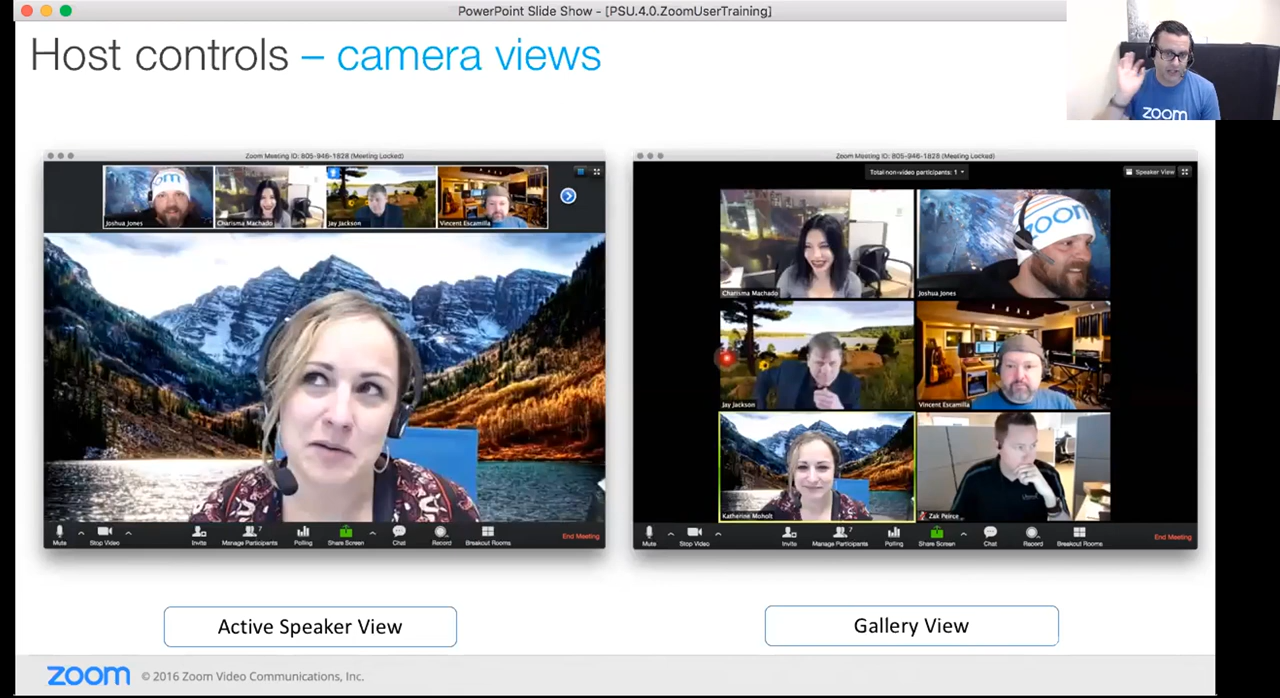 PowerPoint Slide Show - [PSU.4.0.ZoomUserTraining]
Host controls – camera views
zoom
Zoom Meeting ID: 805-946-1828 (Meeting Locked)
Joshua Jones
Charisma Machado
Jay Jackson
Vincent Escamilla
Mute
Stop Video
Invite
7
Manage Participants
Polling
Share Screen
Chat
Record
Breakout Rooms
End Meeting
Active Speaker View
Zoom Meeting ID: 805-946-1828 (Meeting Locked)
Total non-video participants: 1
Speaker View
Charisma Machado
zoom
Joshua Jones
Jay Jackson
Vincent Escamilla
Katherine Moholt
Zak Peirce
Mute
Stop Video
Invite
7
Manage Participants
Polling
Share Screen
Chat
Record
Breakout Rooms
End Meeting
Gallery View
zoom © 2016 Zoom Video Communications, Inc.